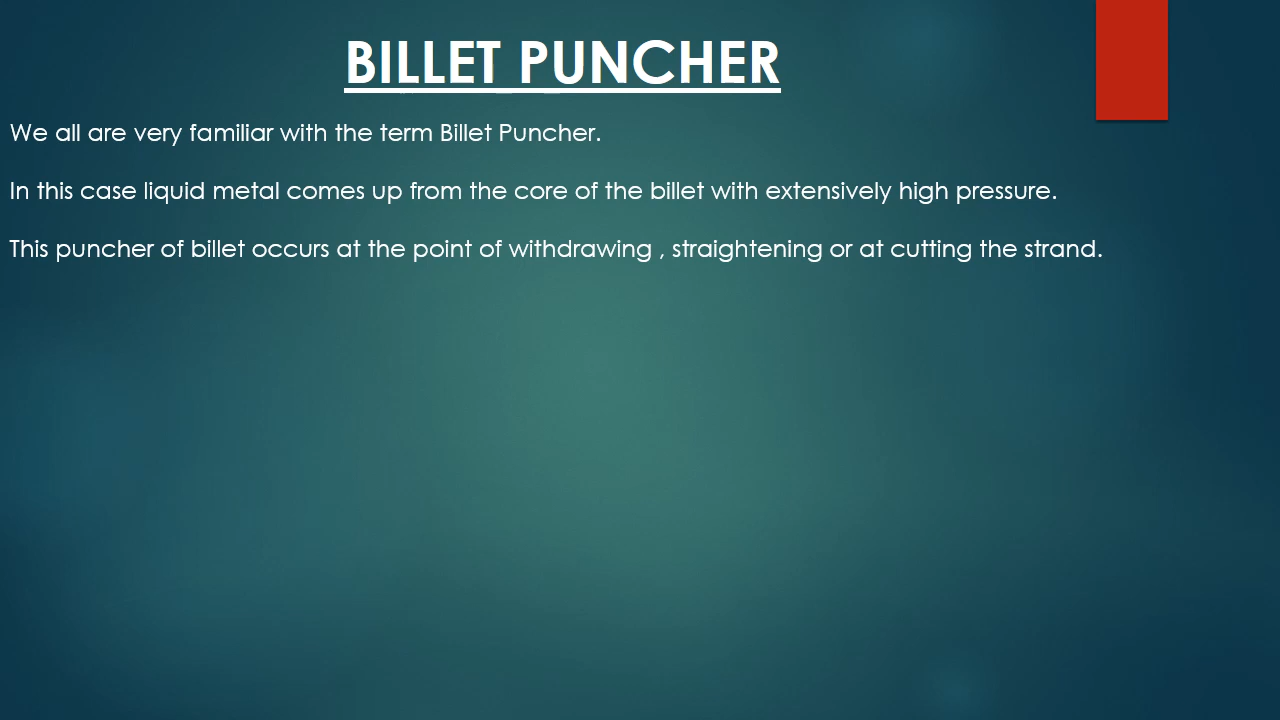 BILLET PUNCHER
We all are very familiar with the term Billet Puncher.
In this case liquid metal comes up from the core of the billet with extensively high pressure.
This puncher of billet occurs at the point of withdrawing , straightening or at cutting the strand.